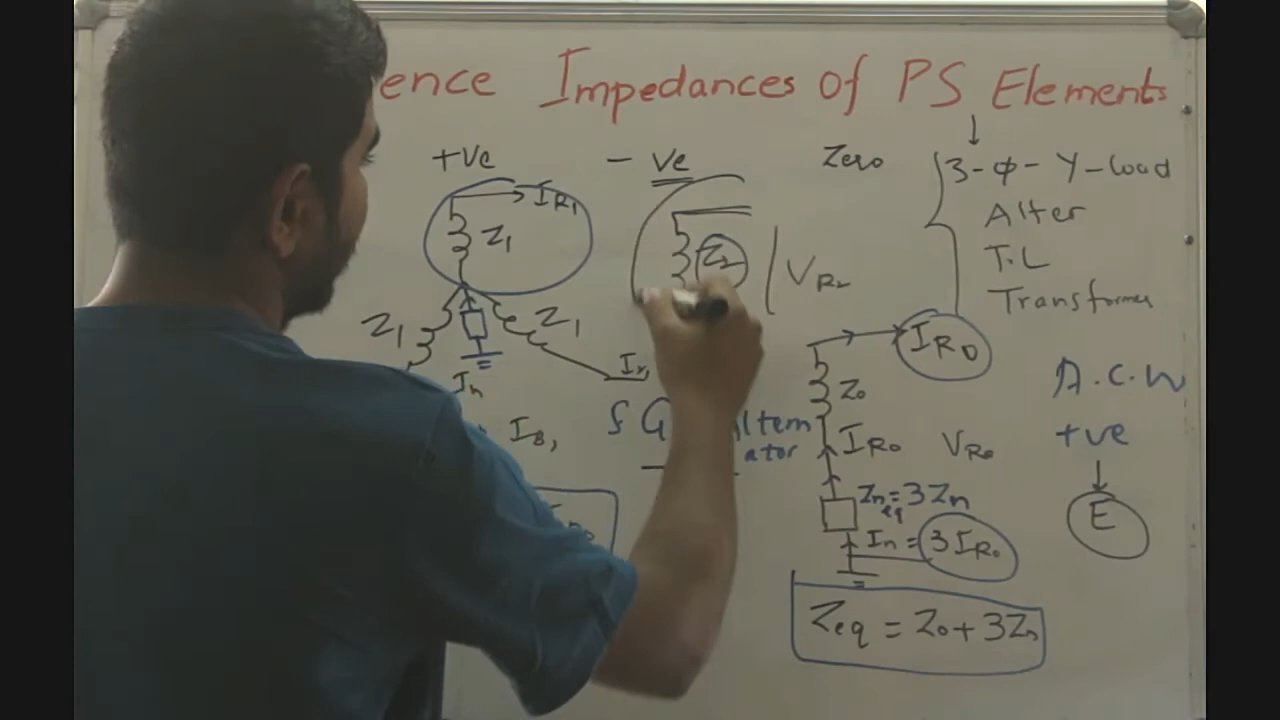 ence Impedances of PS Elements
+Ve
- Ve
Zero
3-ф-Y-load
Alter
T.L
Transformer
IR1
Z1
Z1
Z1
In
IB1
Z2
VR2
IR0
Z0
IR0
VR0
Zn = 3Zn
eq
In = 3IR0
Zeq = Z0 + 3Zn
A.C.W
+ve
E